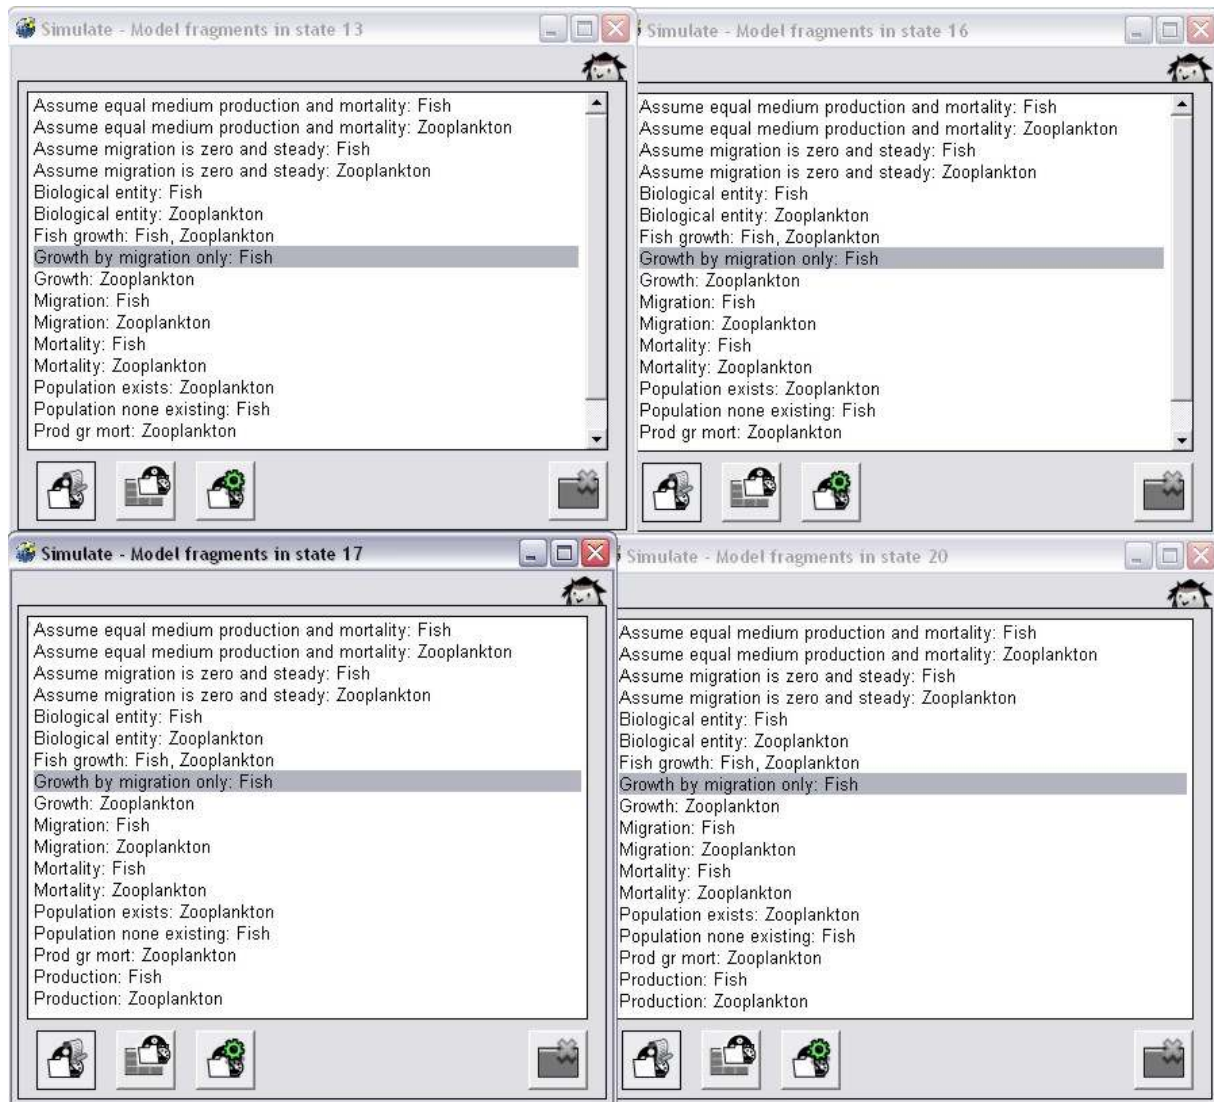 Simulate - Model fragments in state 13
Assume equal medium production and mortality: Fish
Assume equal medium production and mortality: Zooplankton
Assume migration is zero and steady: Fish
Assume migration is zero and steady: Zooplankton
Biological entity: Fish
Biological entity: Zooplankton
Fish growth: Fish, Zooplankton
Growth by migration only: Fish
Growth: Zooplankton
Migration: Fish
Migration: Zooplankton
Mortality: Fish
Mortality: Zooplankton
Population exists: Zooplankton
Population none existing: Fish
Prod gr mort: Zooplankton
Simulate - Model fragments in state 16
Assume equal medium production and mortality: Fish
Assume equal medium production and mortality: Zooplankton
Assume migration is zero and steady: Fish
Assume migration is zero and steady: Zooplankton
Biological entity: Fish
Biological entity: Zooplankton
Fish growth: Fish, Zooplankton
Growth by migration only: Fish
Growth: Zooplankton
Migration: Fish
Migration: Zooplankton
Mortality: Fish
Mortality: Zooplankton
Population exists: Zooplankton
Population none existing: Fish
Prod gr mort: Zooplankton
Simulate - Model fragments in state 17
Assume equal medium production and mortality: Fish
Assume equal medium production and mortality: Zooplankton
Assume migration is zero and steady: Fish
Assume migration is zero and steady: Zooplankton
Biological entity: Fish
Biological entity: Zooplankton
Fish growth: Fish, Zooplankton
Growth by migration only: Fish
Growth: Zooplankton
Migration: Fish
Migration: Zooplankton
Mortality: Fish
Mortality: Zooplankton
Population exists: Zooplankton
Population none existing: Fish
Prod gr mort: Zooplankton
Production: Fish
Production: Zooplankton
Simulate - Model fragments in state 20
Assume equal medium production and mortality: Fish
Assume equal medium production and mortality: Zooplankton
Assume migration is zero and steady: Fish
Assume migration is zero and steady: Zooplankton
Biological entity: Fish
Biological entity: Zooplankton
Fish growth: Fish, Zooplankton
Growth by migration only: Fish
Growth: Zooplankton
Migration: Fish
Migration: Zooplankton
Mortality: Fish
Mortality: Zooplankton
Population exists: Zooplankton
Population none existing: Fish
Prod gr mort: Zooplankton
Production: Fish
Production: Zooplankton